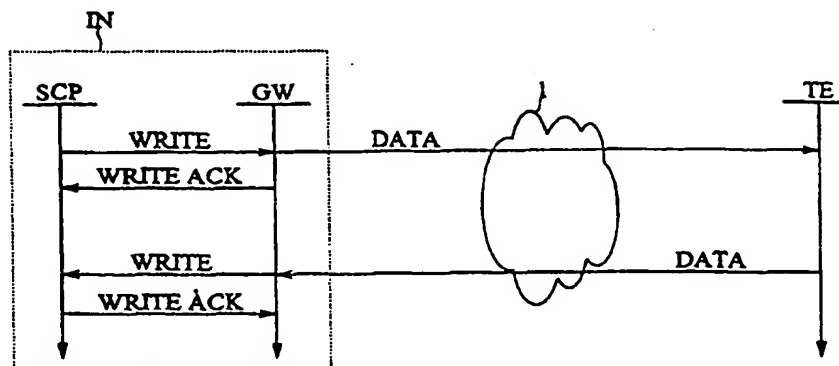 IN
SCP GW 1 TE
WRITE DATA
WRITE ACK
WRITE DATA
WRITE ACK